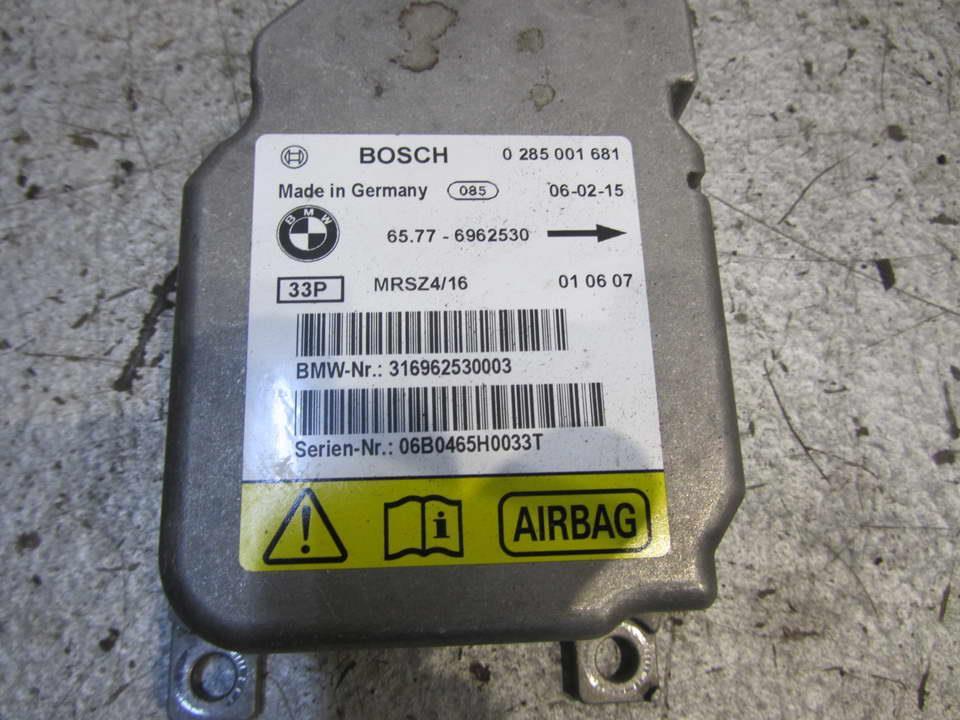 BOSCH 0 285 001 681
Made in Germany 085 06-02-15
BMW
65.77 - 6962530
33P MRSZ4/16 01 06 07
BMW-Nr.: 316962530003
Serien-Nr.: 06B0465H0033T
AIRBAG